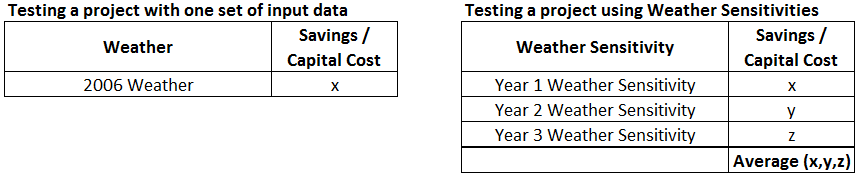 Testing a project with one set of input data
Weather
Savings /
Capital Cost
2006 Weather
x
Testing a project using Weather Sensitivities
Weather Sensitivity
Savings /
Capital Cost
Year 1 Weather Sensitivity
x
Year 2 Weather Sensitivity
y
Year 3 Weather Sensitivity
z
Average (x,y,z)